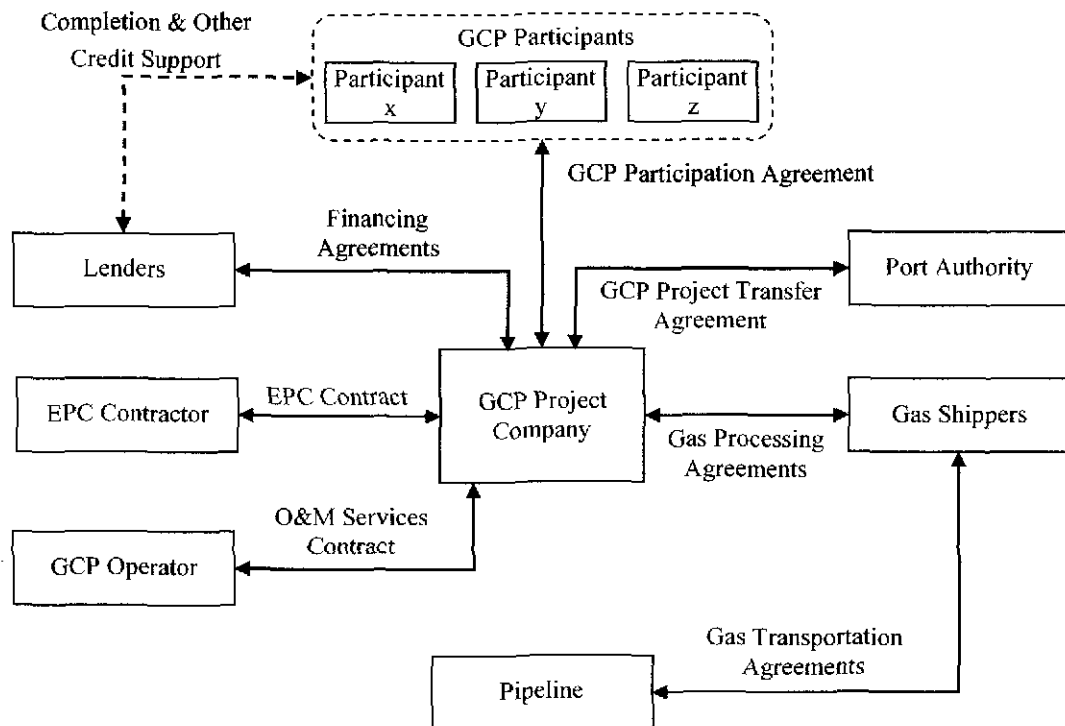 Completion & Other
Credit Support
GCP Participants
Participant
x
Participant
y
Participant
z
GCP Participation Agreement
Financing
Agreements
Lenders
Port Authority
GCP Project Transfer
Agreement
EPC Contractor
EPC Contract
GCP Project
Company
Gas Shippers
Gas Processing
Agreements
O&M Services
Contract
GCP Operator
Gas Transportation
Agreements
Pipeline